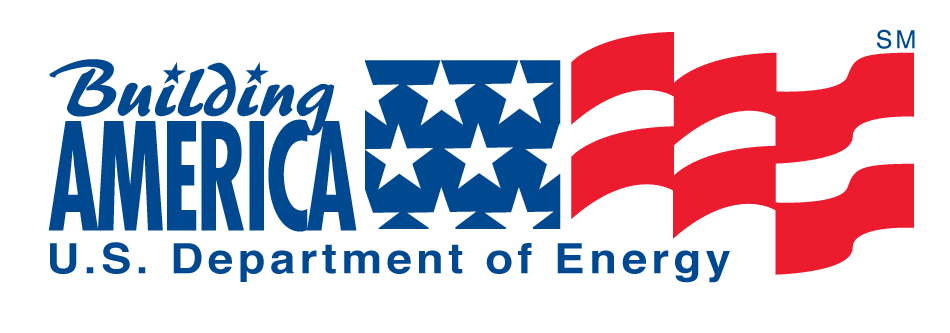 SM
Building
AMERICA
U.S. Department of Energy